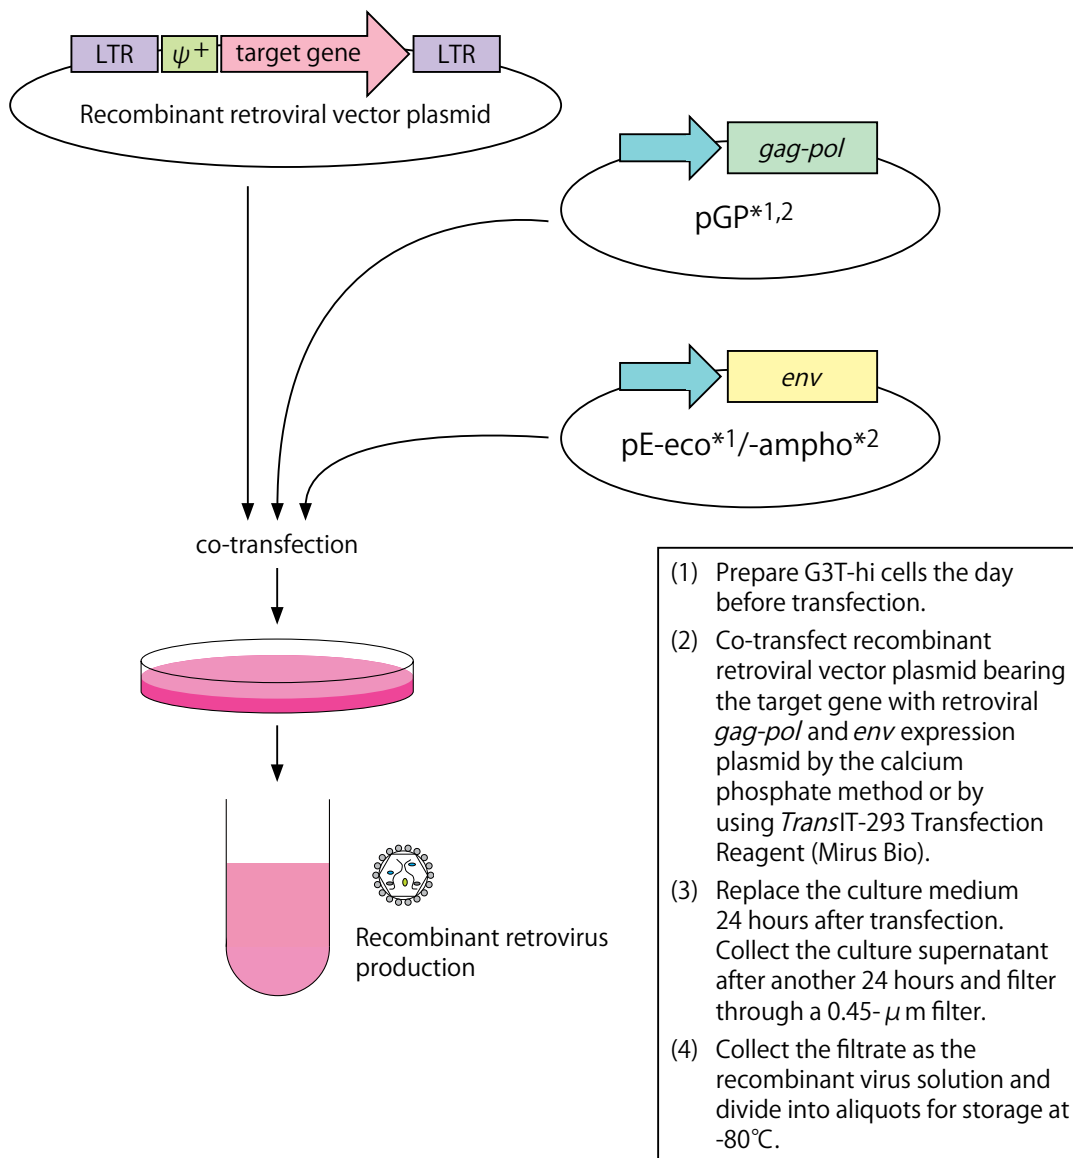 LTR ψ+ target gene LTR
Recombinant retroviral vector plasmid
gag-pol
pGP*1,2
env
pE-eco*1/-ampho*2
co-transfection
Recombinant retrovirus
production
(1) Prepare G3T-hi cells the day
before transfection.
(2) Co-transfect recombinant
retroviral vector plasmid bearing
the target gene with retroviral
gag-pol and env expression
plasmid by the calcium
phosphate method or by
using TransIT-293 Transfection
Reagent (Mirus Bio).
(3) Replace the culture medium
24 hours after transfection.
Collect the culture supernatant
after another 24 hours and filter
through a 0.45- μm filter.
(4) Collect the filtrate as the
recombinant virus solution and
divide into aliquots for storage at
-80℃.